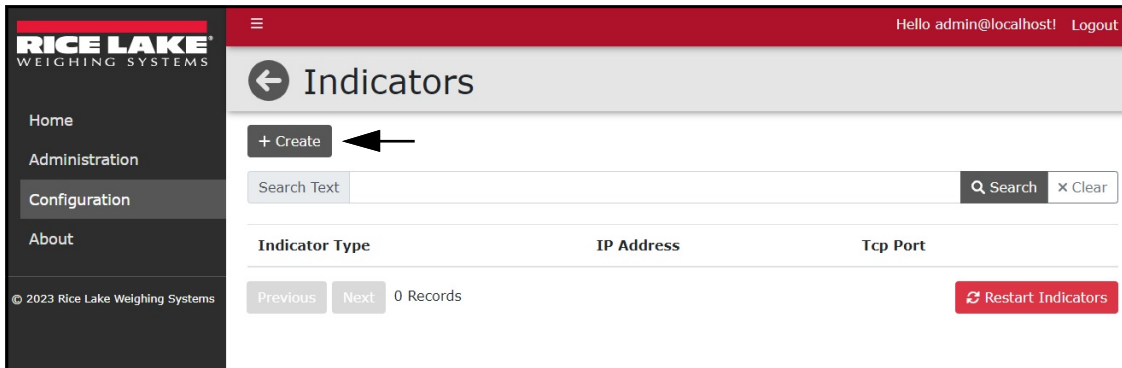 RICE LAKE®
WEIGHING SYSTEMS
Home
Administration
Configuration
About
© 2023 Rice Lake Weighing Systems
Hello admin@localhost! Logout
Indicators
+ Create
Search Text Search × Clear
Indicator Type IP Address Tcp Port
Previous Next 0 Records Restart Indicators